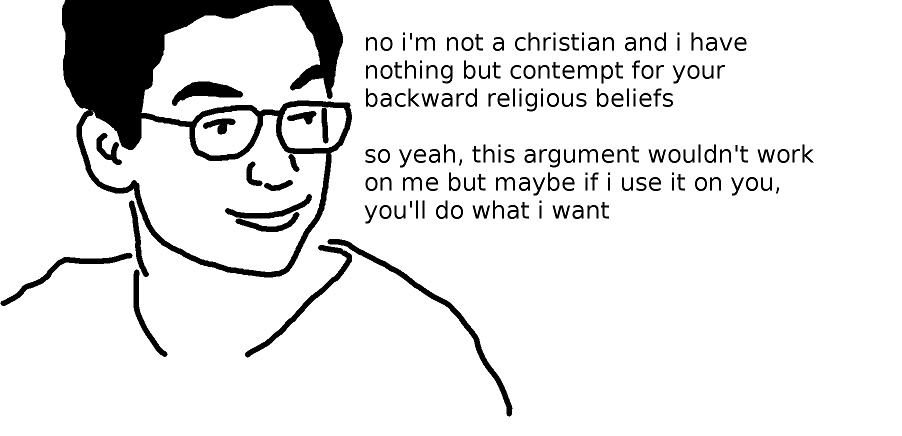 no i'm not a christian and i have
nothing but contempt for your
backward religious beliefs
so yeah, this argument wouldn't work
on me but maybe if i use it on you,
you'll do what i want